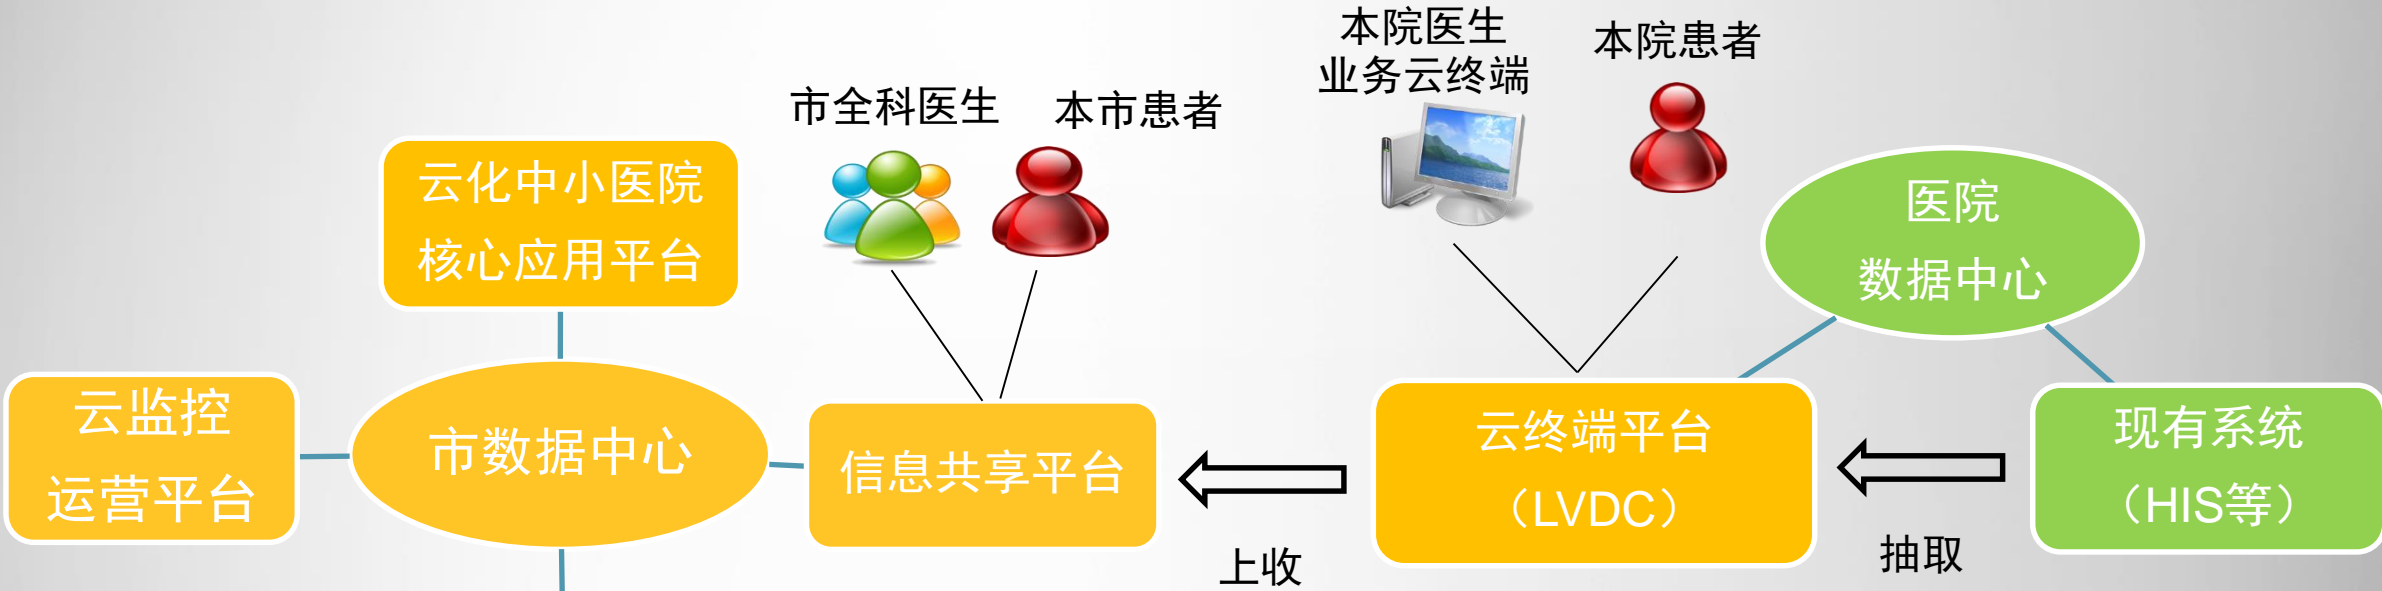 本院医生
业务云终端
本院患者
市全科医生
本市患者
云化中小医院
核心应用平台
医院
数据中心
云监控
运营平台
市数据中心
信息共享平台
云终端平台
（LVDC）
现有系统
（HIS等）
上收
抽取